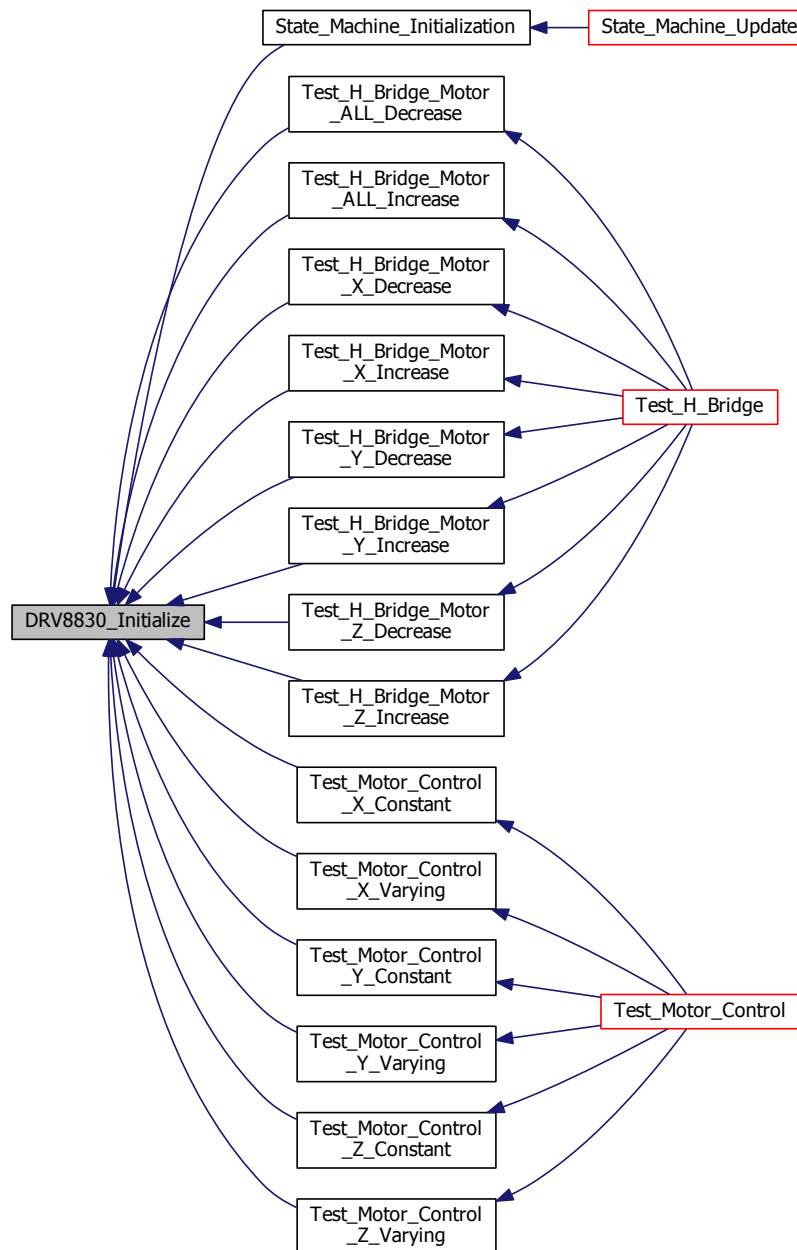 State_Machine_Initialization
State_Machine_Update
Test_H_Bridge_Motor
_ALL_Decrease
Test_H_Bridge_Motor
_ALL_Increase
Test_H_Bridge_Motor
_X_Decrease
Test_H_Bridge_Motor
_X_Increase
Test_H_Bridge
Test_H_Bridge_Motor
_Y_Decrease
Test_H_Bridge_Motor
_Y_Increase
DRV8830_Initialize
Test_H_Bridge_Motor
_Z_Decrease
Test_H_Bridge_Motor
_Z_Increase
Test_Motor_Control
_X_Constant
Test_Motor_Control
_X_Varying
Test_Motor_Control
_Y_Constant
Test_Motor_Control
Test_Motor_Control
_Y_Varying
Test_Motor_Control
_Z_Constant
Test_Motor_Control
_Z_Varying